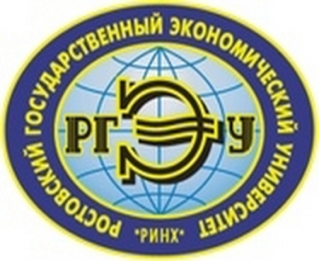 РОСТОВСКИЙ ГОСУДАРСТВЕННЫЙ ЭКОНОМИЧЕСКИЙ УНИВЕРСИТЕТ
РГЭУ
"РИНХ"